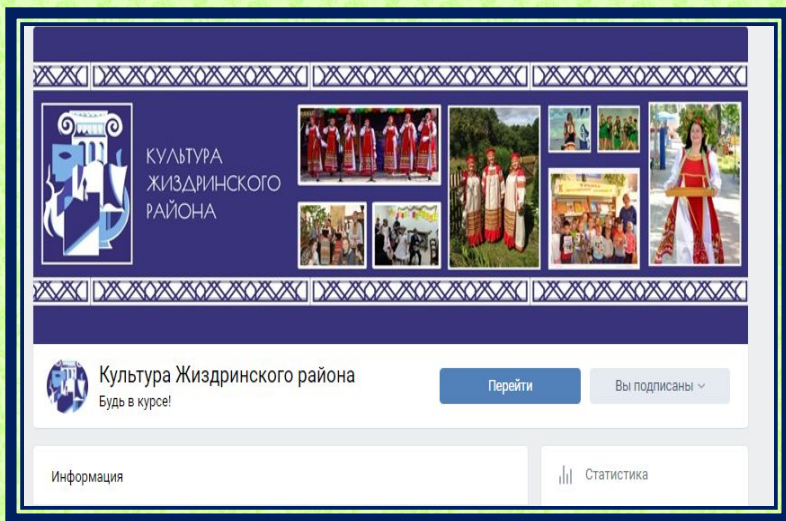 КУЛЬТУРА
ЖИЗДРИНСКОГО
РАЙОНА
Культура Жиздринского района
Будь в курсе!
Перейти
Вы подписаны
Информация
Статистика